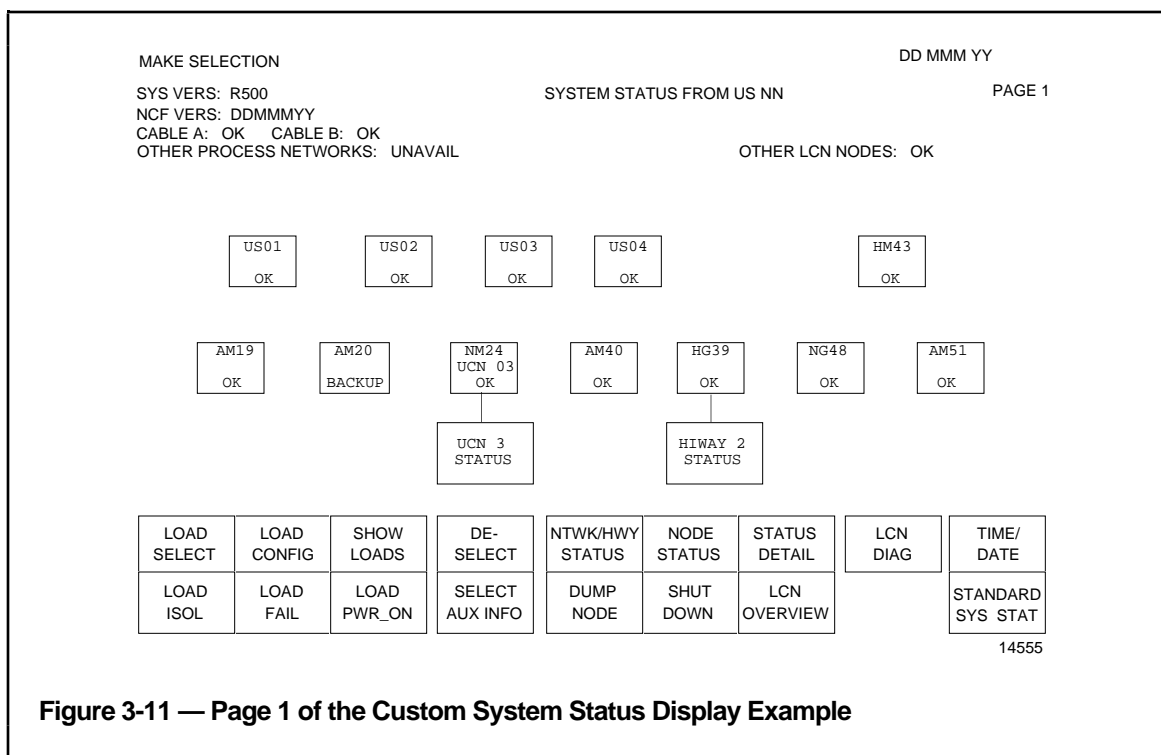 MAKE SELECTION DD MMM YY
SYS VERS: R500 SYSTEM STATUS FROM US NN PAGE 1
NCF VERS: DDMMMYY
CABLE A: OK CABLE B: OK
OTHER PROCESS NETWORKS: UNAVAIL OTHER LCN NODES: OK
US01 US02 US03 US04 HM43
OK OK OK OK OK
AM19 AM20 NM24 AM40 HG39 NG48 AM51
UCN 03
OK BACKUP OK OK OK OK OK
UCN 3 HIWAY 2
STATUS STATUS
LOAD LOAD SHOW DE- NTWK/HWY NODE STATUS LCN TIME/
SELECT CONFIG LOADS SELECT STATUS STATUS DETAIL DIAG DATE
LOAD LOAD LOAD SELECT DUMP SHUT LCN STANDARD
ISOL FAIL PWR_ON AUX INFO NODE DOWN OVERVIEW SYS STAT
14555
Figure 3-11 — Page 1 of the Custom System Status Display Example